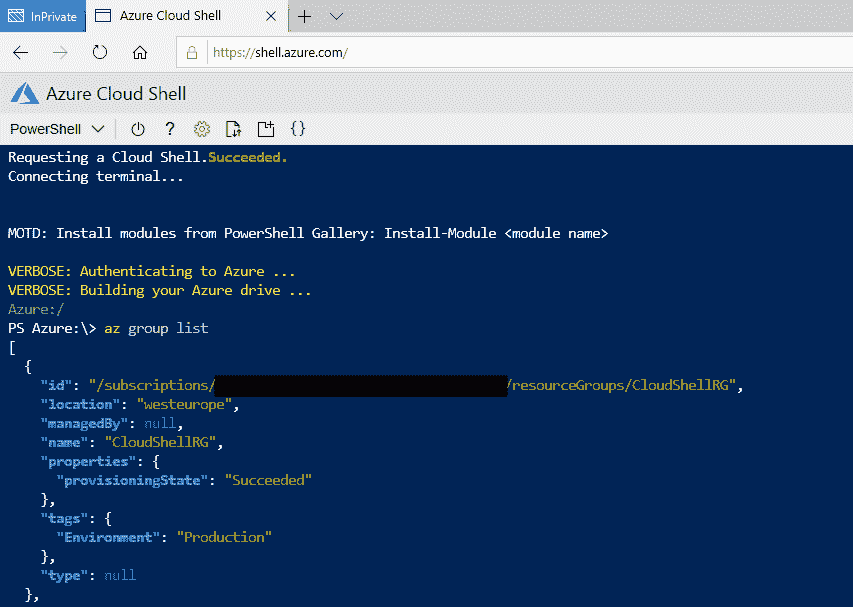 InPrivate
Azure Cloud Shell
https://shell.azure.com/
Azure Cloud Shell
PowerShell
?
{}
Requesting a Cloud Shell.Succeeded.
Connecting terminal...
MOTD: Install modules from PowerShell Gallery: Install-Module <module name>
VERBOSE: Authenticating to Azure ...
VERBOSE: Building your Azure drive ...
Azure:/
PS Azure:\> az group list
[
  {
    "id": "/subscriptions/ /resourceGroups/CloudShellRG",
    "location": "westeurope",
    "managedBy": null,
    "name": "CloudShellRG",
    "properties": {
      "provisioningState": "Succeeded"
    },
    "tags": {
      "Environment": "Production"
    },
    "type": null
  },